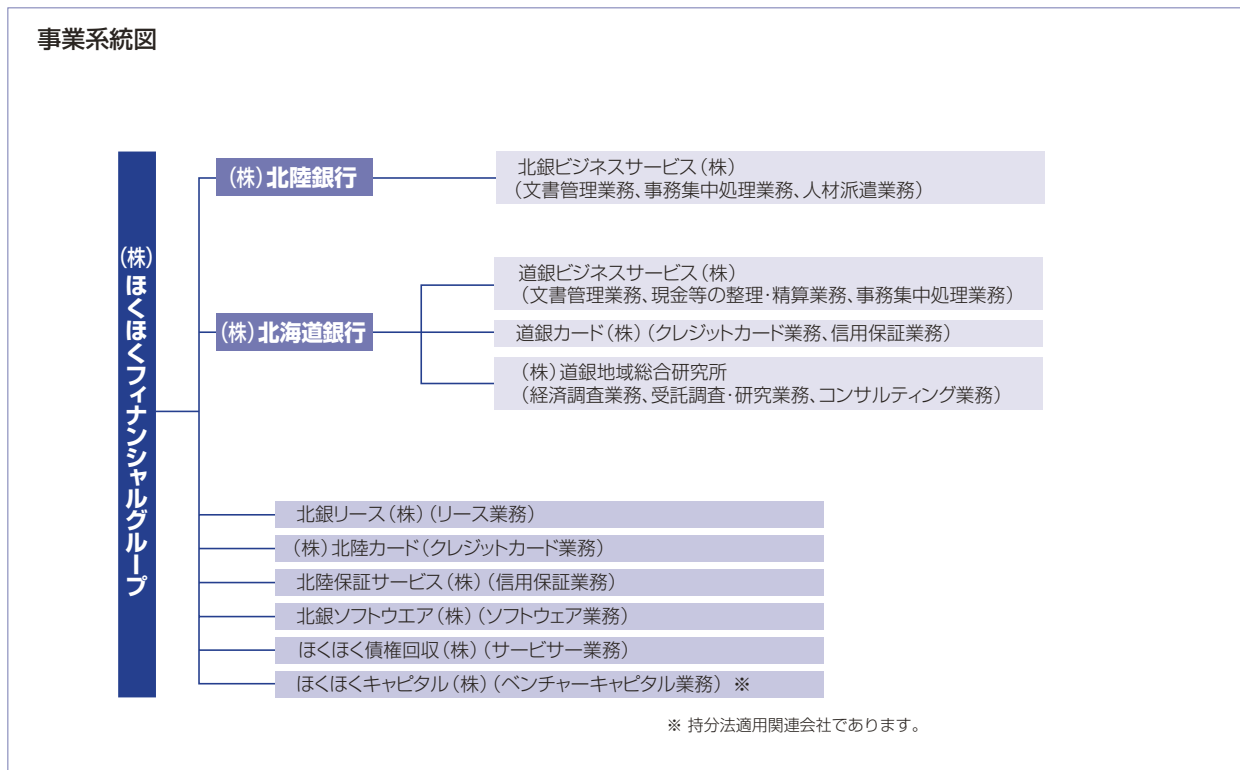 事業系統図
(株)ほくほくフィナンシャルグループ
(株)北陸銀行
北銀ビジネスサービス(株)
(文書管理業務、事務集中処理業務、人材派遣業務)
(株)北海道銀行
道銀ビジネスサービス(株)
(文書管理業務、現金等の整理・精算業務、事務集中処理業務)
道銀カード(株)(クレジットカード業務、信用保証業務)
(株)道銀地域総合研究所
(経済調査業務、受託調査・研究業務、コンサルティング業務)
北銀リース(株)(リース業務)
(株)北陸カード(クレジットカード業務)
北陸保証サービス(株)(信用保証業務)
北銀ソフトウエア(株)(ソフトウェア業務)
ほくほく債権回収(株)(サービサー業務)
ほくほくキャピタル(株)(ベンチャーキャピタル業務) ※
※ 持分法適用関連会社であります。